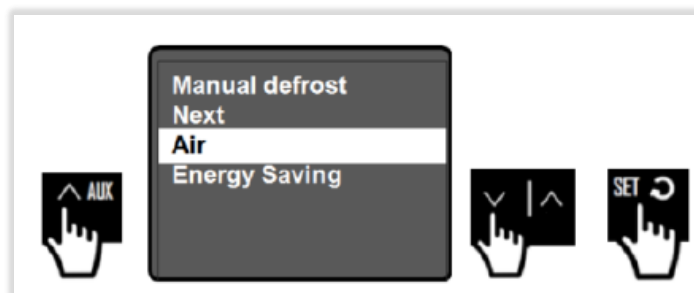 Manual defrost
Next
Air
Energy Saving
AUX
SET